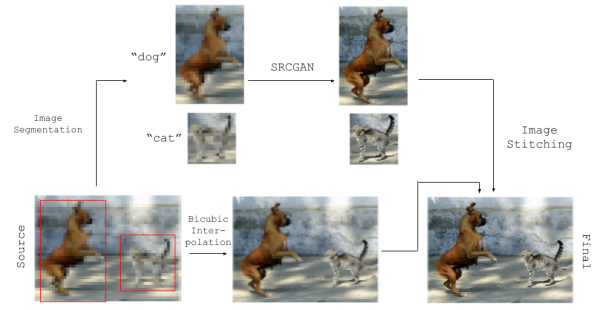 "dog"
SRCGAN
Image
Segmentation
"cat"
Image
Stitching
Source
Bicubic
Inter-
polation
Final